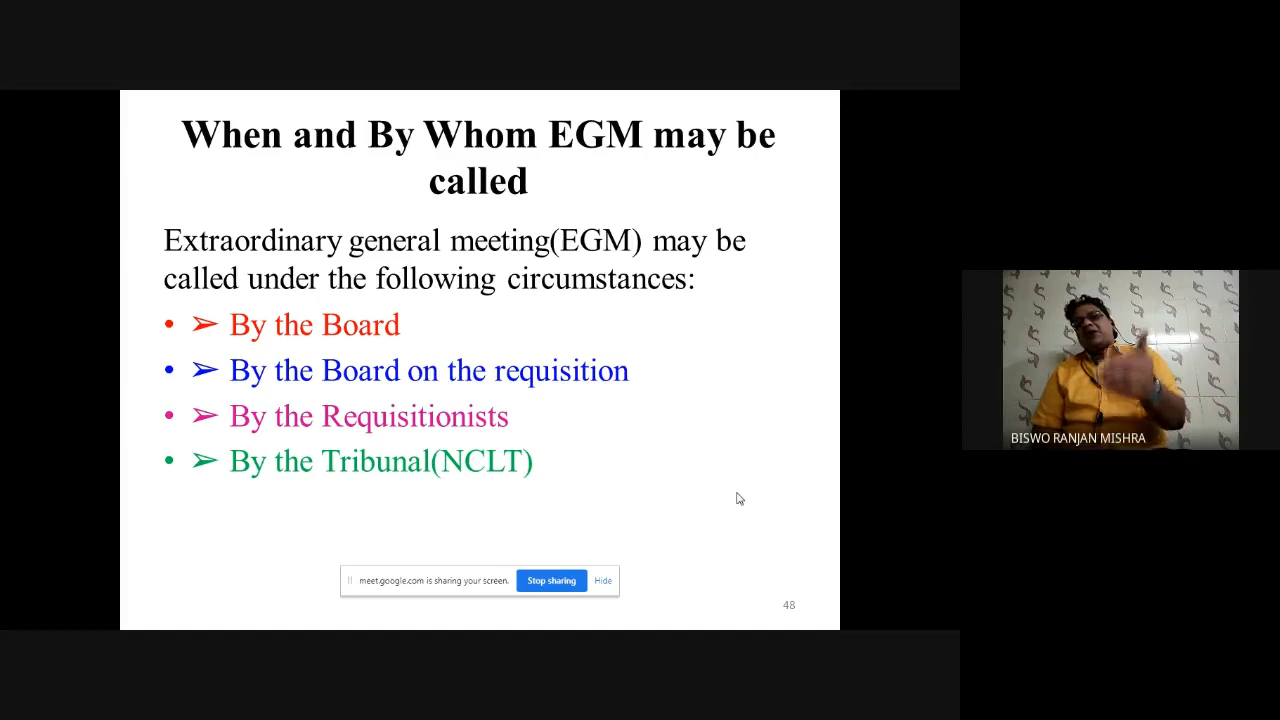 When and By Whom EGM may be
called
Extraordinary general meeting(EGM) may be
called under the following circumstances:
• ➢ By the Board
• ➢ By the Board on the requisition
• ➢ By the Requisitionists
• ➢ By the Tribunal(NCLT)
BISWO RANJAN MISHRA
meet.google.com is sharing your screen. Stop sharing Hide
48